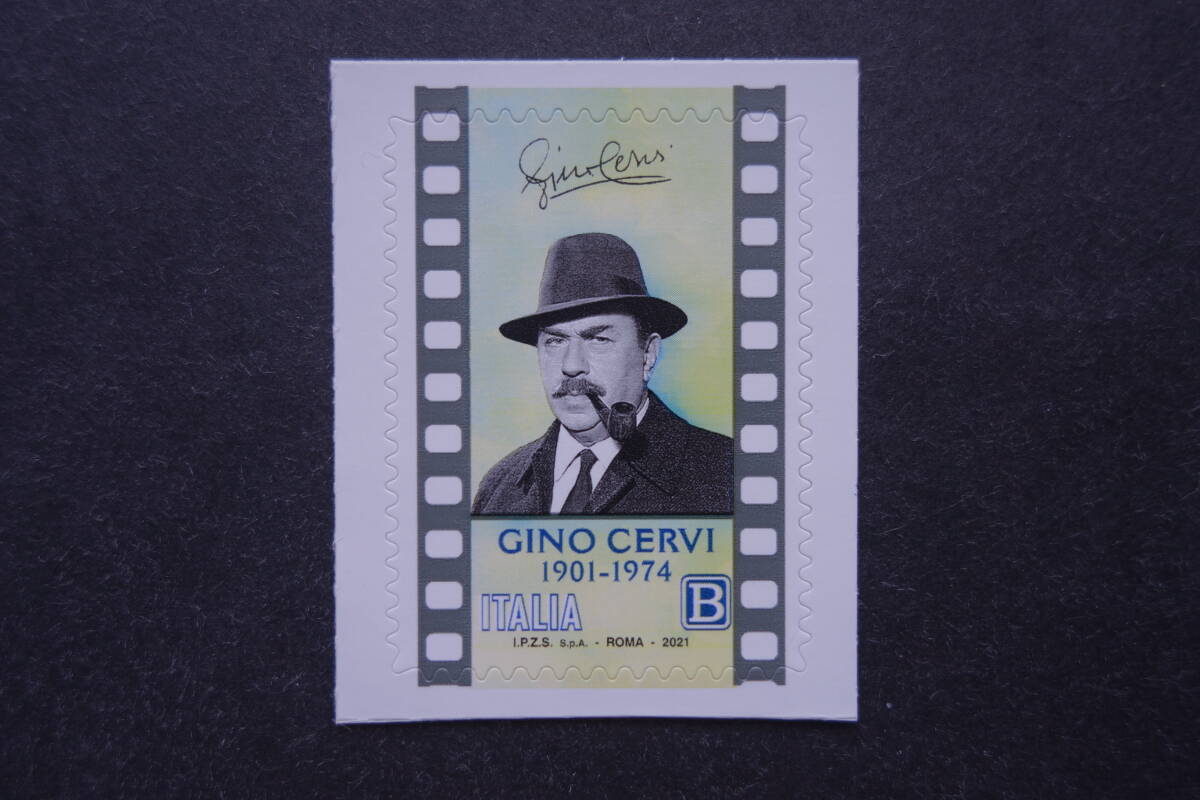 Gino Cervi
GINO CERVI
1901-1974
ITALIA B
I.P.Z.S. S.p.A. - ROMA - 2021